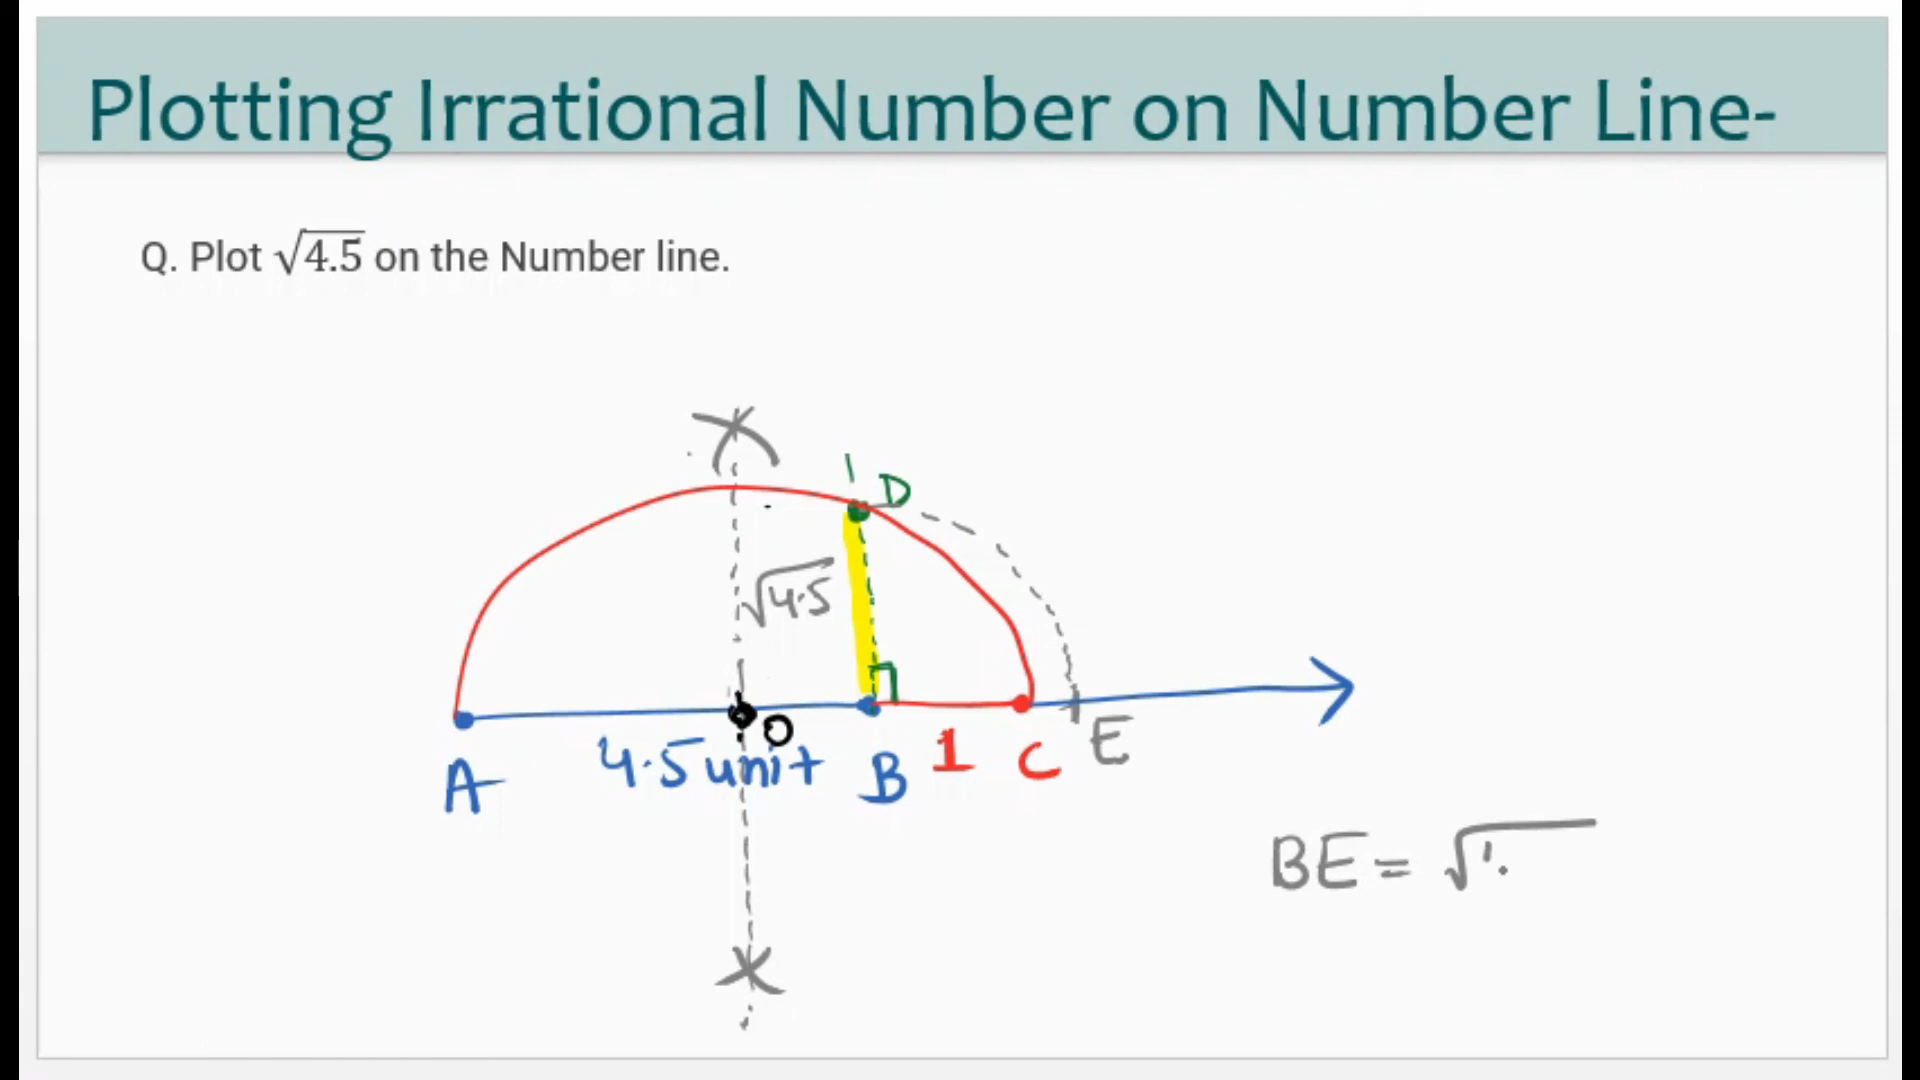 Plotting Irrational Number on Number Line-
Q. Plot √4.5 on the Number line.
D
√4.5
O
E
A 4.5 unit B 1 C
BE = √